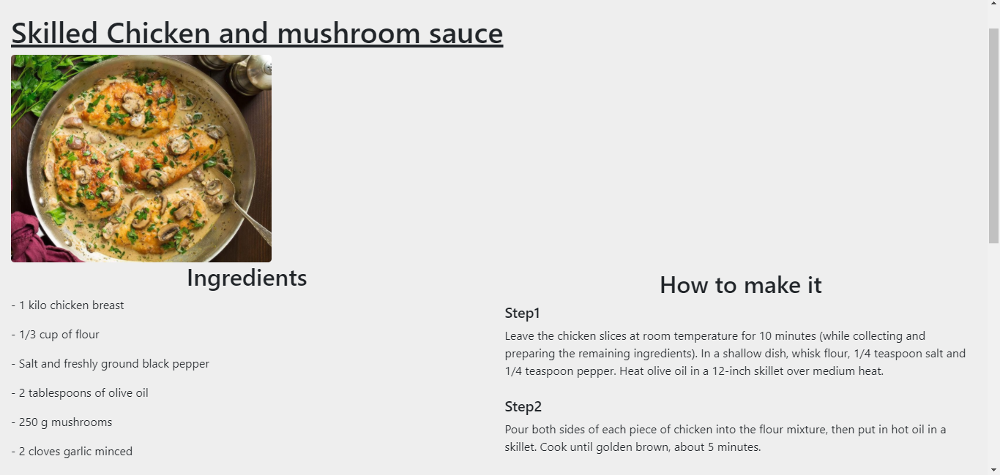 Skilled Chicken and mushroom sauce
Ingredients
- 1 kilo chicken breast
- 1/3 cup of flour
- Salt and freshly ground black pepper
- 2 tablespoons of olive oil
- 250 g mushrooms
- 2 cloves garlic minced
How to make it
Step1
Leave the chicken slices at room temperature for 10 minutes (while collecting and
preparing the remaining ingredients). In a shallow dish, whisk flour, 1/4 teaspoon salt and
1/4 teaspoon pepper. Heat olive oil in a 12-inch skillet over medium heat.
Step2
Pour both sides of each piece of chicken into the flour mixture, then put in hot oil in a
skillet. Cook until golden brown, about 5 minutes.